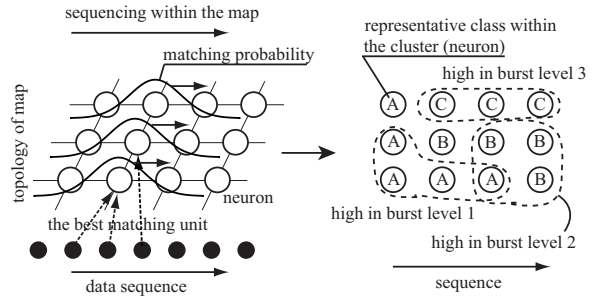 sequencing within the map
matching probability
topology of map
neuron
the best matching unit
data sequence
representative class within
the cluster (neuron)
high in burst level 3
A C C C
A B B B
A A A B
high in burst level 1
high in burst level 2
sequence